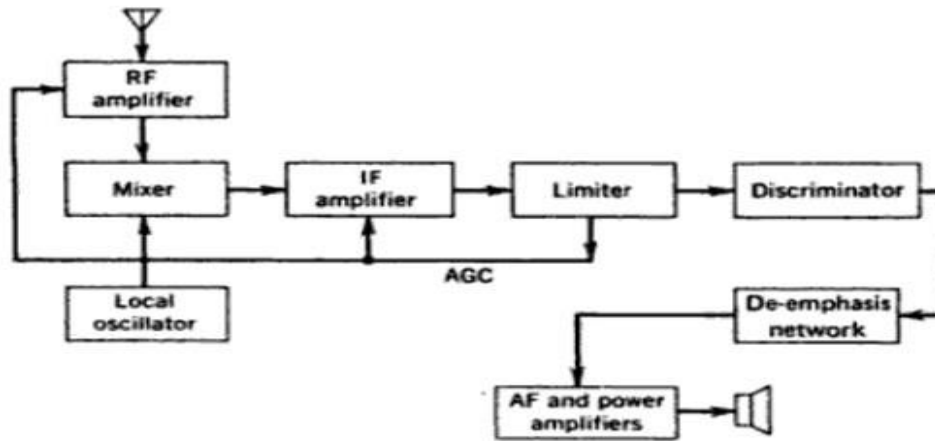 RF
amplifier
Mixer
IF
amplifier
Limiter
Discriminator
AGC
Local
oscillator
De-emphasis
network
AF and power
amplifiers